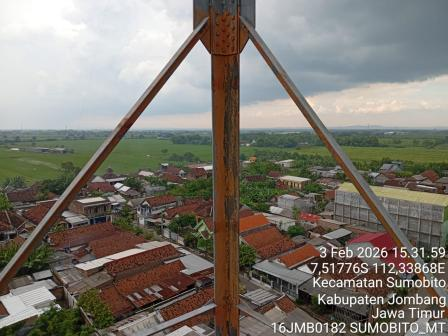 3 Feb 2026 15.31.59
7,51776S 112,33868E
Kecamatan Sumobito
Kabupaten Jombang
Jawa Timur
16JMB0182 SUMOBITO_MT